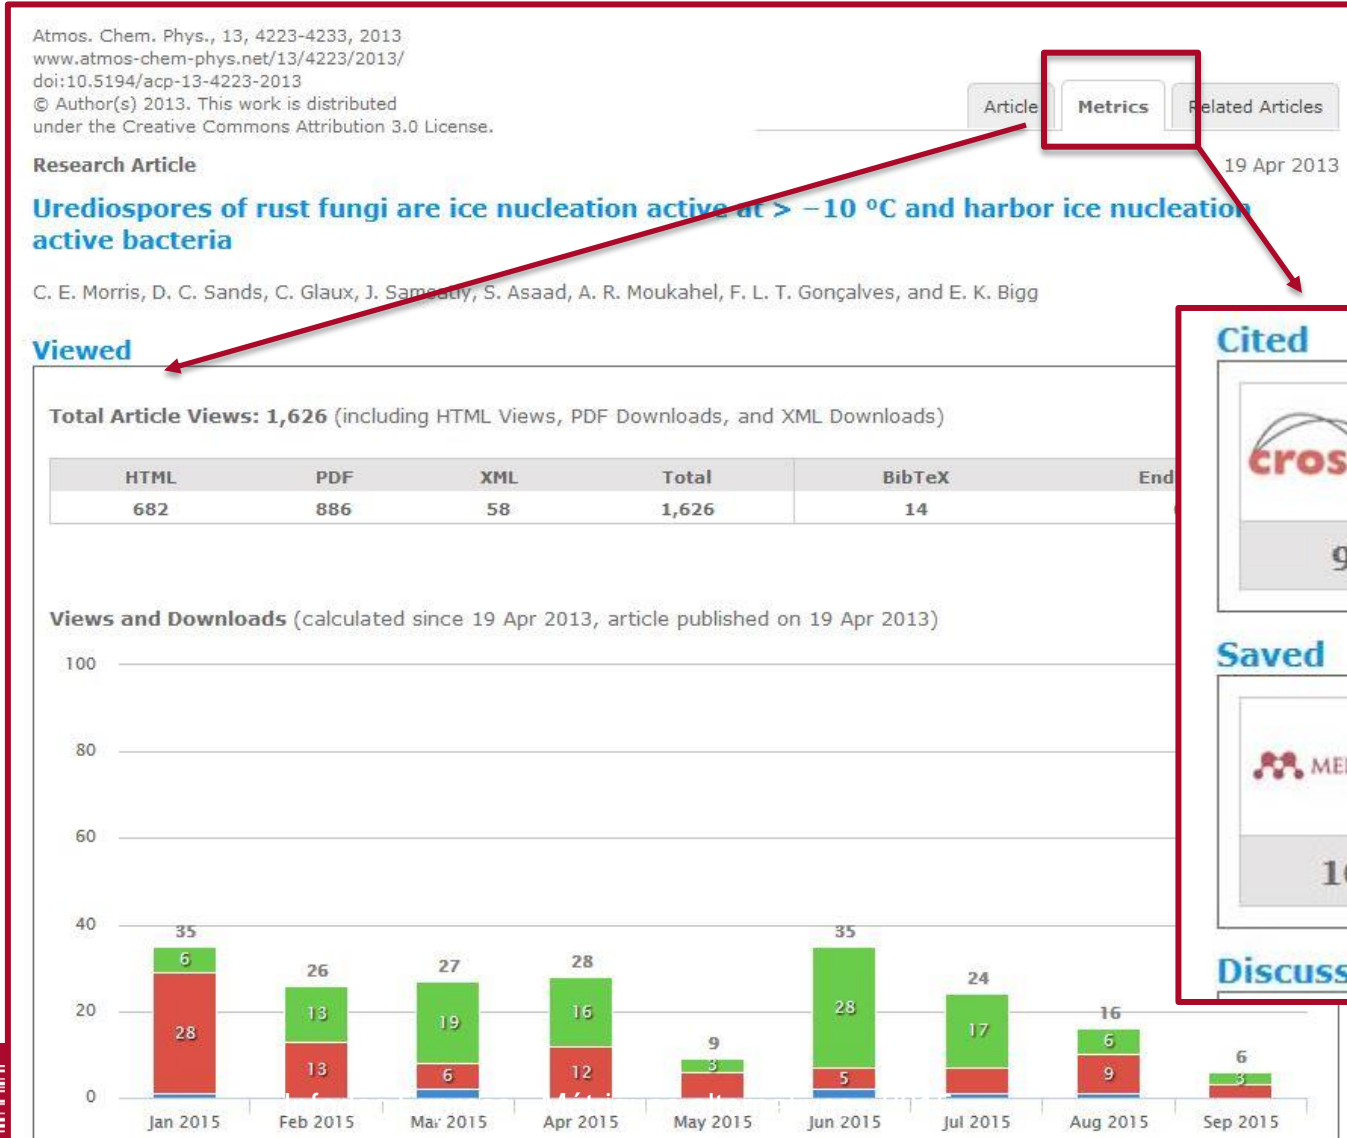 Atmos. Chem. Phys., 13, 4223-4233, 2013
www.atmos-chem-phys.net/13/4223/2013/
doi:10.5194/acp-13-4223-2013
© Author(s) 2013. This work is distributed
under the Creative Commons Attribution 3.0 License.
Article Metrics Related Articles
Research Article 19 Apr 2013
Urediospores of rust fungi are ice nucleation active at > −10 ºC and harbor ice nucleation
active bacteria
C. E. Morris, D. C. Sands, C. Glaux, J. Samsatly, S. Asaad, A. R. Moukahel, F. L. T. Gonçalves, and E. K. Bigg
Viewed
Total Article Views: 1,626 (including HTML Views, PDF Downloads, and XML Downloads)
HTML PDF XML Total BibTeX End
682 886 58 1,626 14
Views and Downloads (calculated since 19 Apr 2013, article published on 19 Apr 2013)
100
80
60
40
20
0
35 26 27 28 9 35 24 16 6
6 13 19 16 3 28 17 6 3
28 13 6 12 5 9
Jan 2015 Feb 2015 Mar 2015 Apr 2015 May 2015 Jun 2015 Jul 2015 Aug 2015 Sep 2015
Cited
cros
9
Saved
ME
1
Discuss